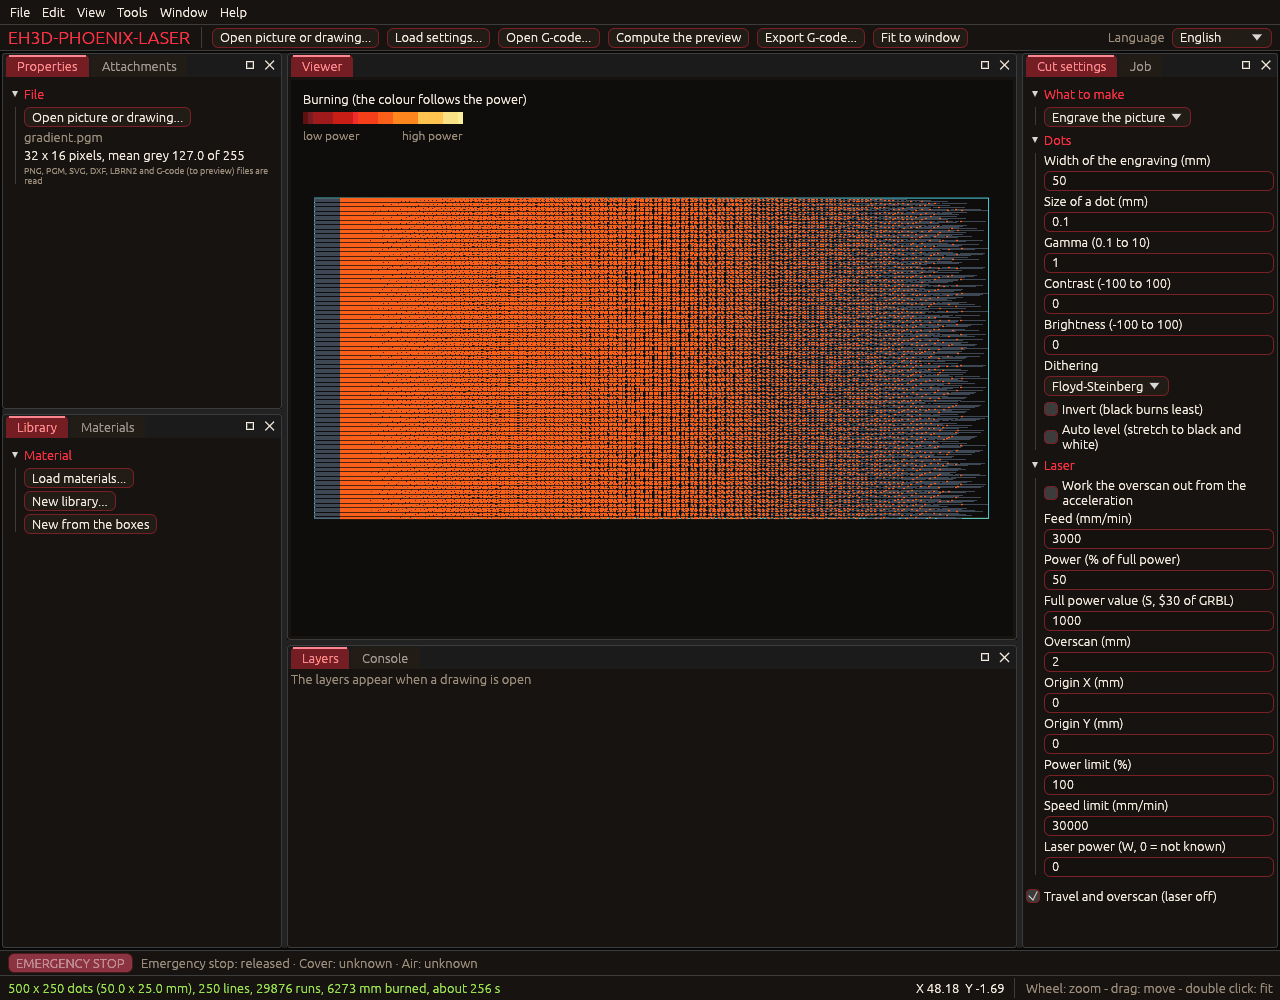 File Edit View Tools Window Help
EH3D-PHOENIX-LASER Open picture or drawing... Load settings... Open G-code... Compute the preview Export G-code... Fit to window Language English
Properties Attachments
File
Open picture or drawing...
gradient.pgm
32 x 16 pixels, mean grey 127.0 of 255
PNG, PGM, SVG, DXF, LBRN2 and G-code (to preview) files are
read
Library Materials
Material
Load materials...
New library...
New from the boxes
Viewer
Burning (the colour follows the power)
low power high power
Layers Console
The layers appear when a drawing is open
Cut settings Job
What to make
Engrave the picture
Dots
Width of the engraving (mm)
50
Size of a dot (mm)
0.1
Gamma (0.1 to 10)
1
Contrast (-100 to 100)
0
Brightness (-100 to 100)
0
Dithering
Floyd-Steinberg
Invert (black burns least)
Auto level (stretch to black and
white)
Laser
Work the overscan out from the
acceleration
Feed (mm/min)
3000
Power (% of full power)
50
Full power value (S, $30 of GRBL)
1000
Overscan (mm)
2
Origin X (mm)
0
Origin Y (mm)
0
Power limit (%)
100
Speed limit (mm/min)
30000
Laser power (W, 0 = not known)
0
Travel and overscan (laser off)
EMERGENCY STOP Emergency stop: released · Cover: unknown · Air: unknown
500 x 250 dots (50.0 x 25.0 mm), 250 lines, 29876 runs, 6273 mm burned, about 256 s X 48.18 Y -1.69 Wheel: zoom - drag: move - double click: fit